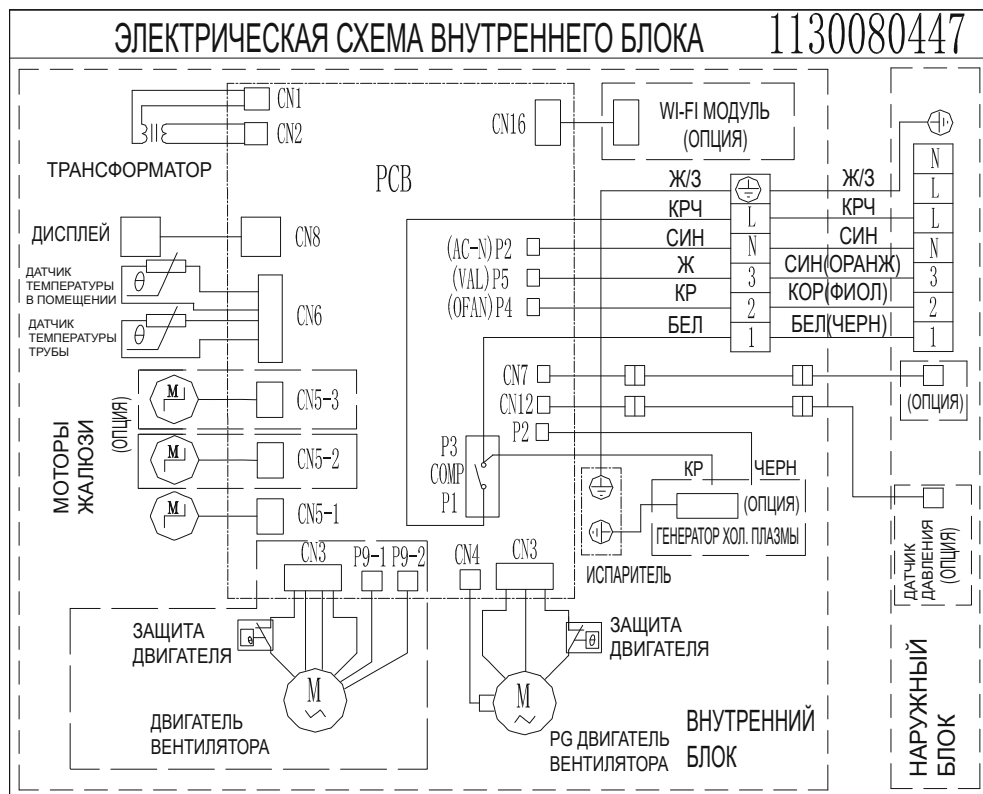 ЭЛЕКТРИЧЕСКАЯ СХЕМА ВНУТРЕННЕГО БЛОКА 1130080447
CN1
CN2
ТРАНСФОРМАТОР
PCB
CN16
WI-FI МОДУЛЬ
(ОПЦИЯ)
ДИСПЛЕЙ
CN8
ДАТЧИК
ТЕМПЕРАТУРЫ
В ПОМЕЩЕНИИ
θ
CN6
ДАТЧИК
ТЕМПЕРАТУРЫ
ТРУБЫ
θ
(AC-N) P2
(VAL) P5
(OFAN) P4
Ж/З
КРЧ
СИН
Ж
КР
БЕЛ
L
N
3
2
1
Ж/З
КРЧ
СИН
СИН(ОРАНЖ)
КОР(ФИОЛ)
БЕЛ(ЧЕРН)
N
L
L
N
3
2
1
МОТОРЫ
ЖАЛЮЗИ
(ОПЦИЯ)
M
CN5-3
M
CN5-2
M
CN5-1
CN7
CN12
P2
(ОПЦИЯ)
P3
COMP
P1
КР
ЧЕРН
(ОПЦИЯ)
ГЕНЕРАТОР ХОЛ. ПЛАЗМЫ
ИСПАРИТЕЛЬ
ДАТЧИК
ДАВЛЕНИЯ
(ОПЦИЯ)
CN3
P9-1
P9-2
CN4
CN3
ЗАЩИТА
ДВИГАТЕЛЯ
θ
M
ДВИГАТЕЛЬ
ВЕНТИЛЯТОРА
θ
ЗАЩИТА
ДВИГАТЕЛЯ
M
PG ДВИГАТЕЛЬ
ВЕНТИЛЯТОРА
ВНУТРЕННИЙ
БЛОК
НАРУЖНЫЙ
БЛОК